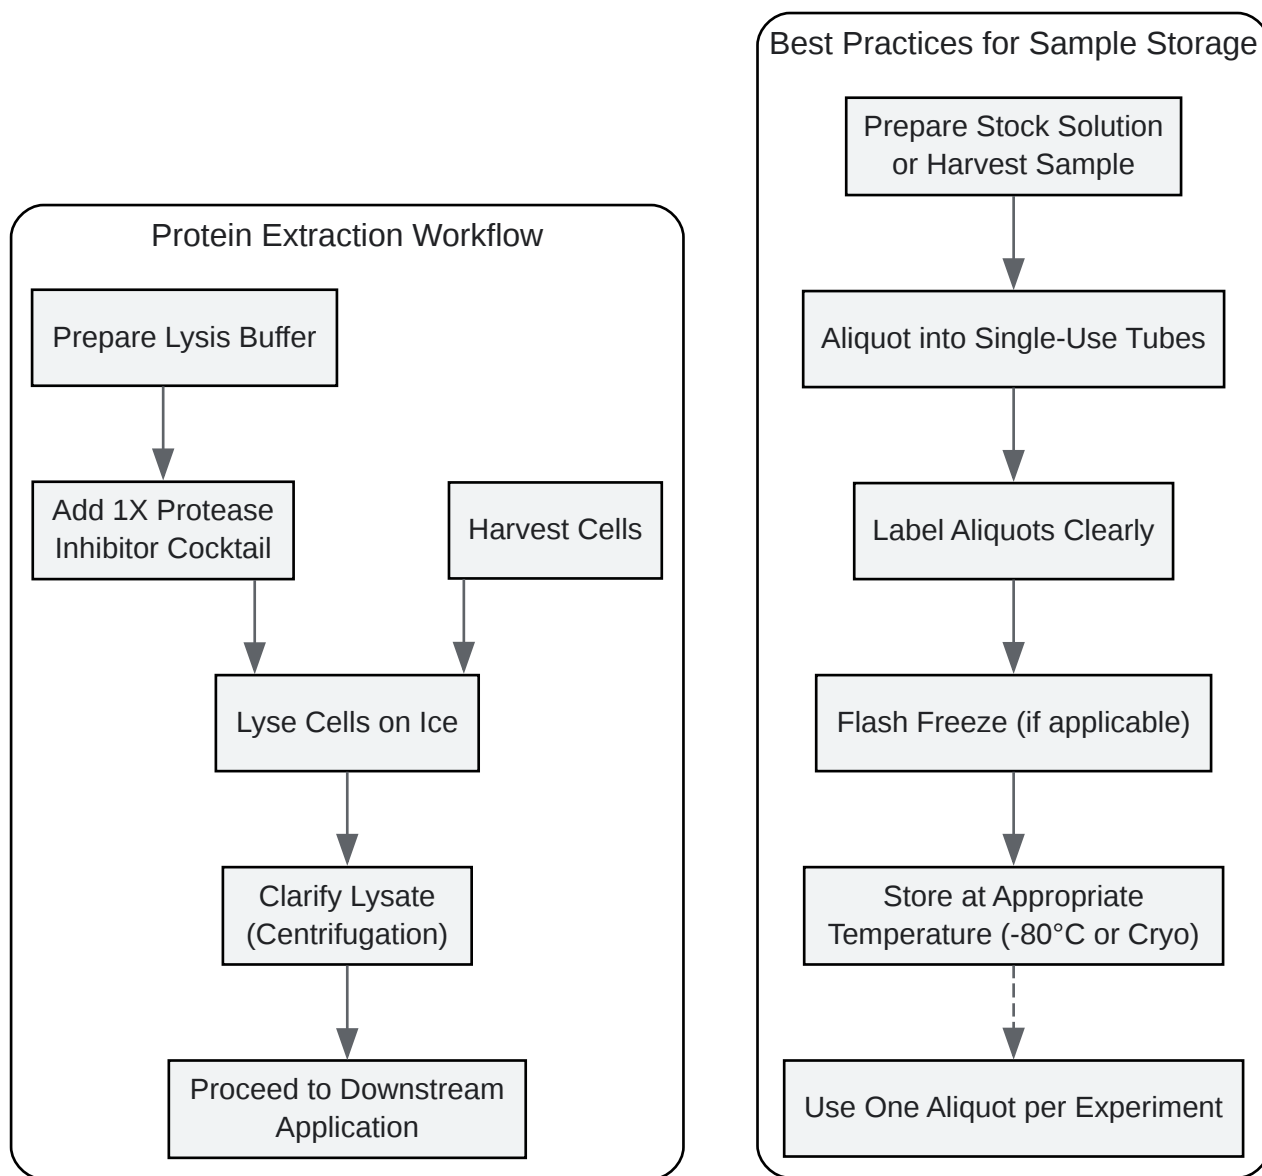 Protein Extraction Workflow
Prepare Lysis Buffer
Add 1X Protease
Inhibitor Cocktail
Harvest Cells
Lyse Cells on Ice
Clarify Lysate
(Centrifugation)
Proceed to Downstream
Application
Best Practices for Sample Storage
Prepare Stock Solution
or Harvest Sample
Aliquot into Single-Use Tubes
Label Aliquots Clearly
Flash Freeze (if applicable)
Store at Appropriate
Temperature (-80°C or Cryo)
Use One Aliquot per Experiment